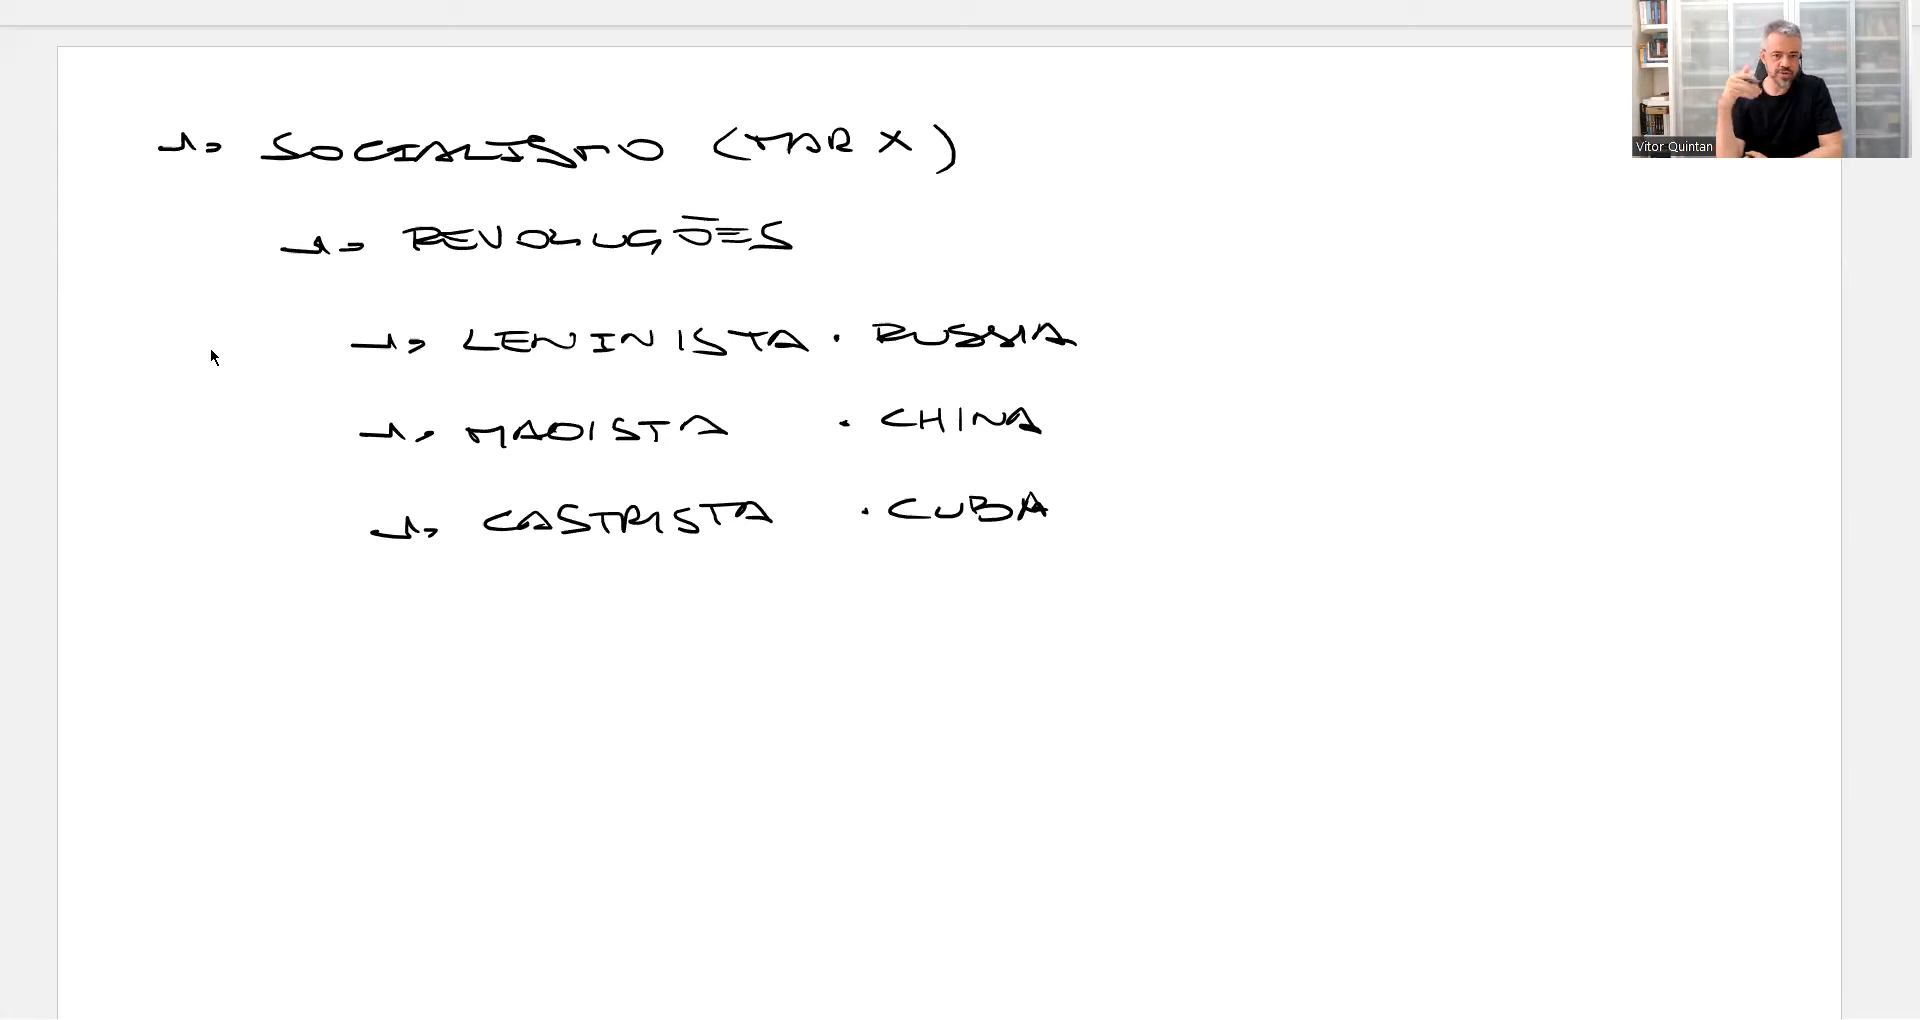 → SOCIALISMO (MARX)
→ REVOLUÇÕES
→ LENINISTA · RUSSIA
→ MAOISTA · CHINA
→ CASTRISTA · CUBA
Vitor Quintan